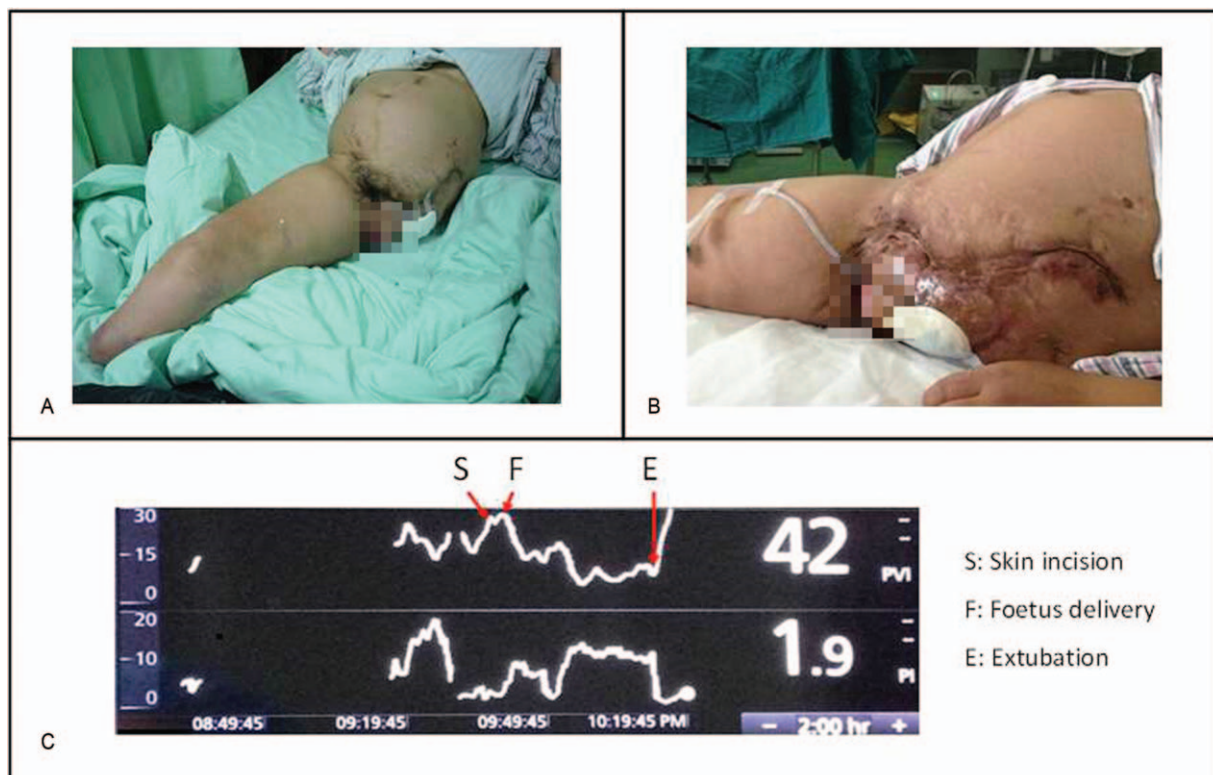 A
B
S
F
E
30
15
0
42
PVI
20
10
0
1.9
PI
08:49:45
09:19:45
09:49:45
10:19:45 PM
−
2:00 hr
+
C
S: Skin incision
F: Foetus delivery
E: Extubation